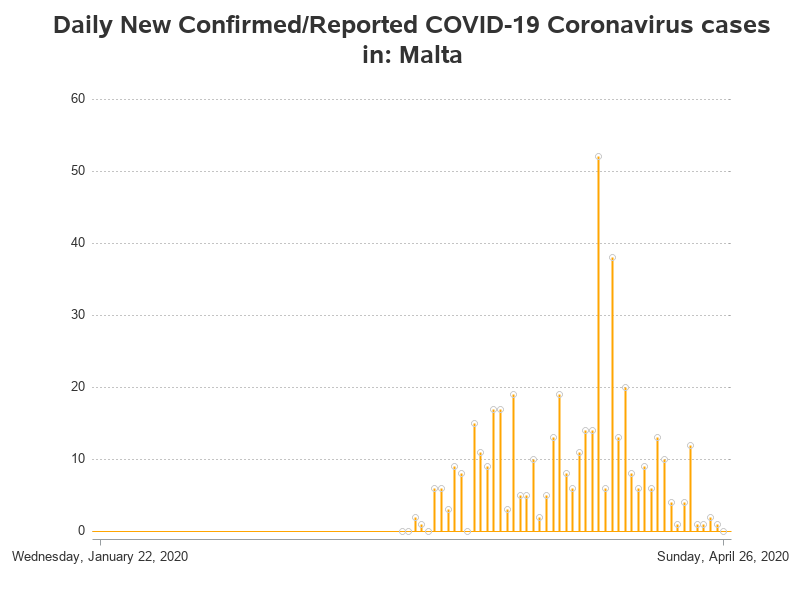 Daily New Confirmed/Reported COVID-19 Coronavirus cases
in: Malta
60
50
40
30
20
10
0
Wednesday, January 22, 2020
Sunday, April 26, 2020